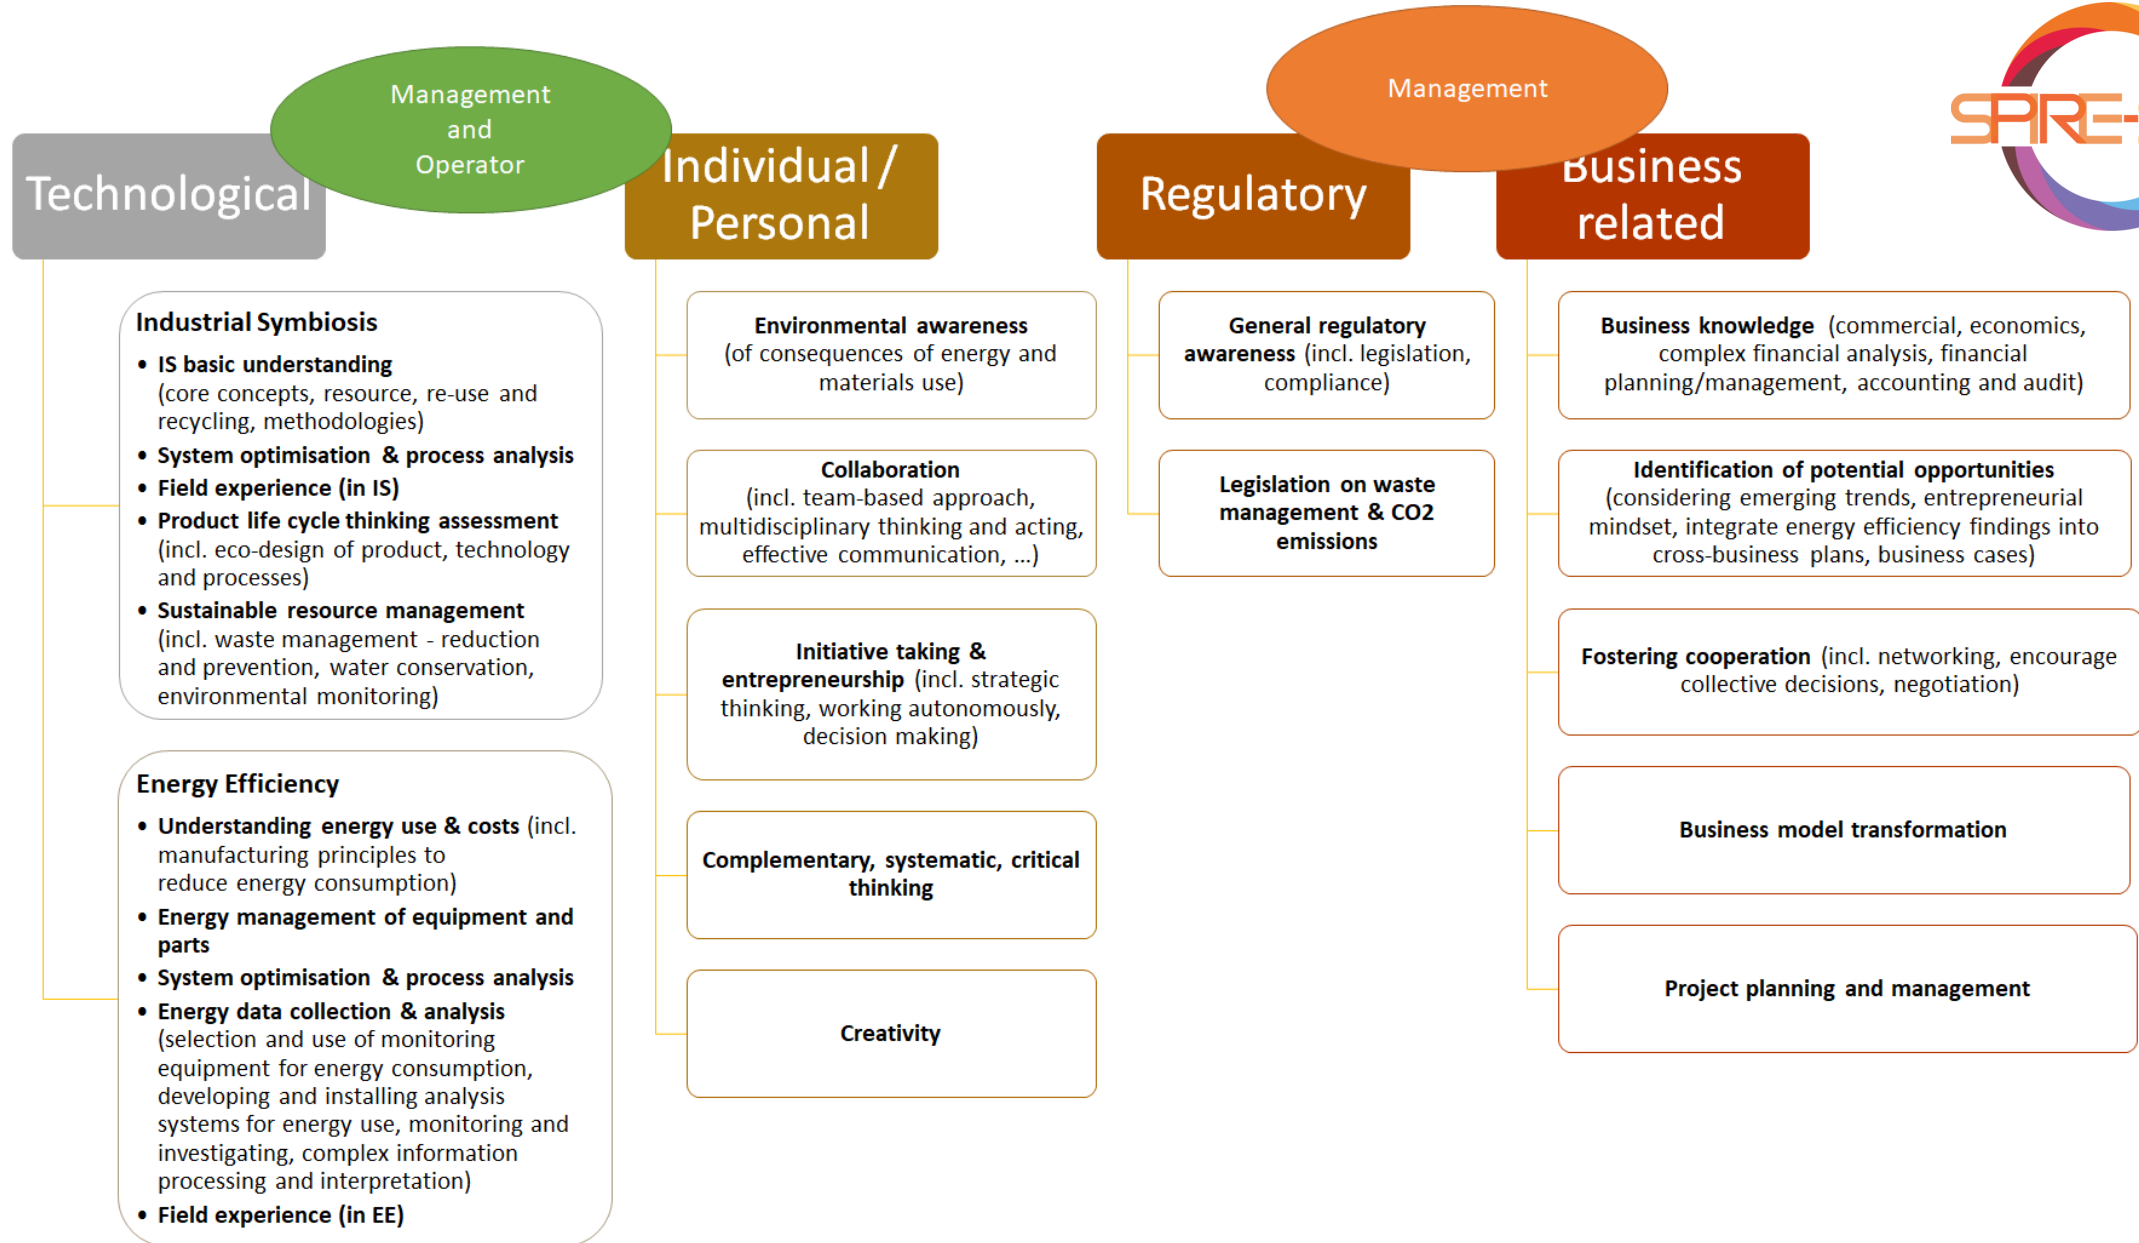 Management
and
Operator
Management
SPIRE-
Technological
Individual /
Personal
Regulatory
Business
related
Industrial Symbiosis
• IS basic understanding
(core concepts, resource, re-use and
recycling, methodologies)
• System optimisation & process analysis
• Field experience (in IS)
• Product life cycle thinking assessment
(incl. eco-design of product, technology
and processes)
• Sustainable resource management
(incl. waste management - reduction
and prevention, water conservation,
environmental monitoring)
Energy Efficiency
• Understanding energy use & costs (incl.
manufacturing principles to
reduce energy consumption)
• Energy management of equipment and
parts
• System optimisation & process analysis
• Energy data collection & analysis
(selection and use of monitoring
equipment for energy consumption,
developing and installing analysis
systems for energy use, monitoring and
investigating, complex information
processing and interpretation)
• Field experience (in EE)
Environmental awareness
(of consequences of energy and
materials use)
Collaboration
(incl. team-based approach,
multidisciplinary thinking and acting,
effective communication, ...)
Initiative taking &
entrepreneurship (incl. strategic
thinking, working autonomously,
decision making)
Complementary, systematic, critical
thinking
Creativity
General regulatory
awareness (incl. legislation,
compliance)
Legislation on waste
management & CO2
emissions
Business knowledge (commercial, economics,
complex financial analysis, financial
planning/management, accounting and audit)
Identification of potential opportunities
(considering emerging trends, entrepreneurial
mindset, integrate energy efficiency findings into
cross-business plans, business cases)
Fostering cooperation (incl. networking, encourage
collective decisions, negotiation)
Business model transformation
Project planning and management